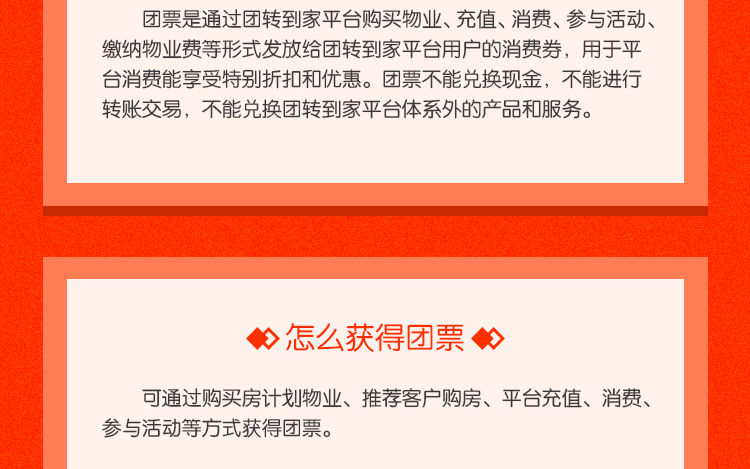 团票是通过团转到家平台购买物业、充值、消费、参与活动、
缴纳物业费等形式发放给团转到家平台用户的消费券，用于平
台消费能享受特别折扣和优惠。团票不能兑换现金，不能进行
转账交易，不能兑换团转到家平台体系外的产品和服务。
怎么获得团票
可通过购买房计划物业、推荐客户购房、平台充值、消费、
参与活动等方式获得团票。